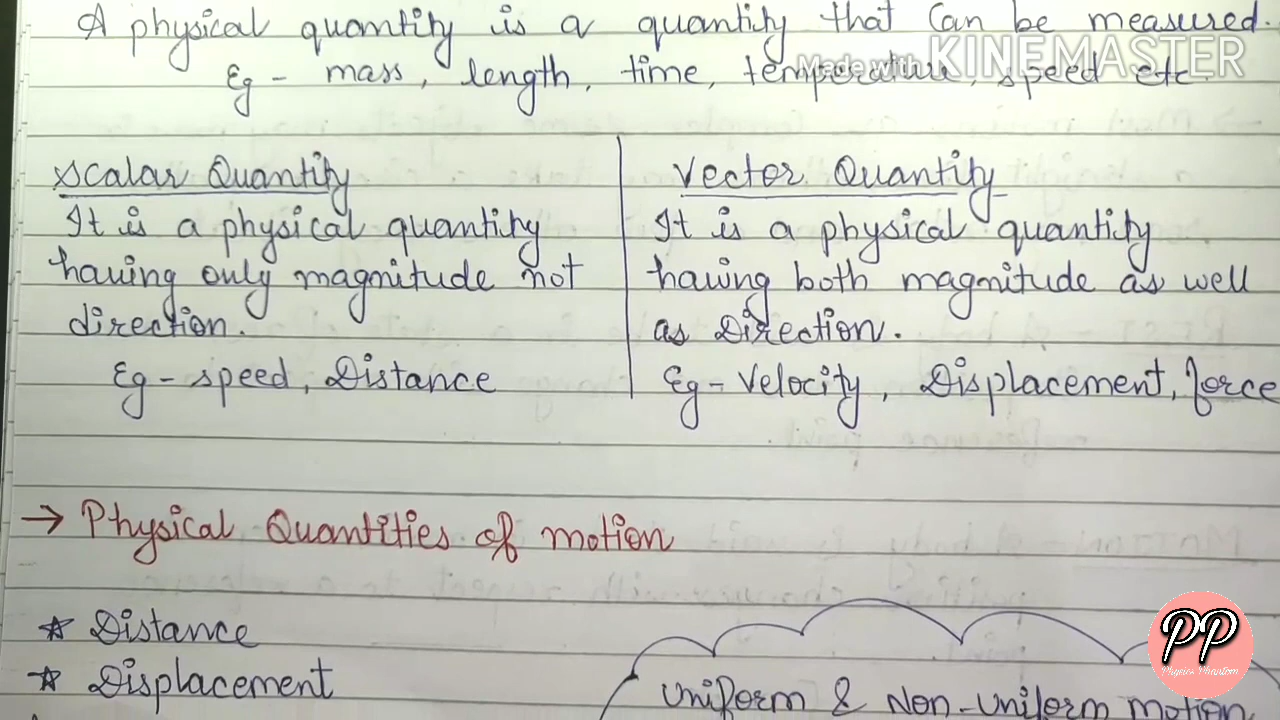 A physical quantity is a quantity that can be measured.
Made with KINEMASTER
Eg - mass, length, time, temperature, speed etc.
Scalar Quantity
It is a physical quantity
having only magnitude not
direction.
Eg - speed, Distance
Vector Quantity
It is a physical quantity
having both magnitude as well
as Direction.
Eg - Velocity, Displacement, force
→ Physical Quantities of motion
☆ Distance
☆ Displacement
Uniform & Non-Uniform motion
PP
Physics Phantom